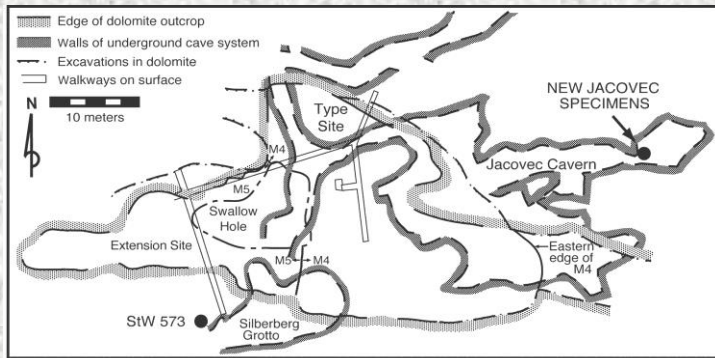 Edge of dolomite outcrop
Walls of underground cave system
Excavations in dolomite
Walkways on surface
N
10 meters
Type
Site
NEW JACOVEC
SPECIMENS
M4
M5
Jacovec Cavern
Swallow
Hole
Extension Site
M5
M4
Eastern
edge of
M4
StW 573
Silberberg
Grotto